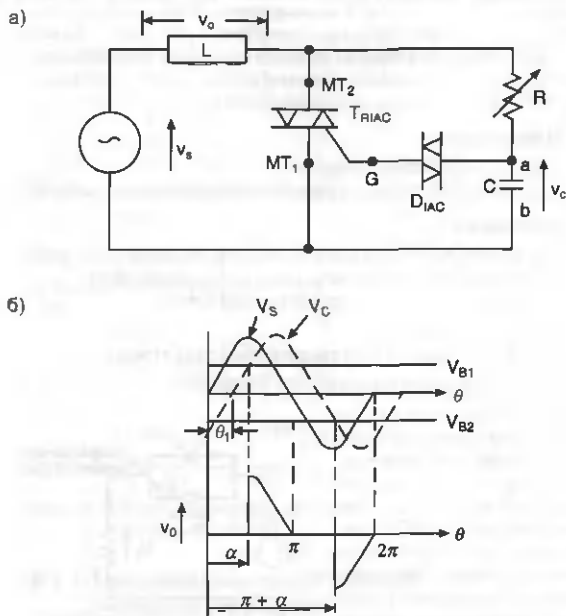 а)
v₀
L
MT₂
T_RIAC
R
v_s
MT₁
a
G
C
v_c
D_IAC
b
б)
V_S V_C
V_B1
θ
V_B2
θ₁
v₀
α π 2π θ
π + α